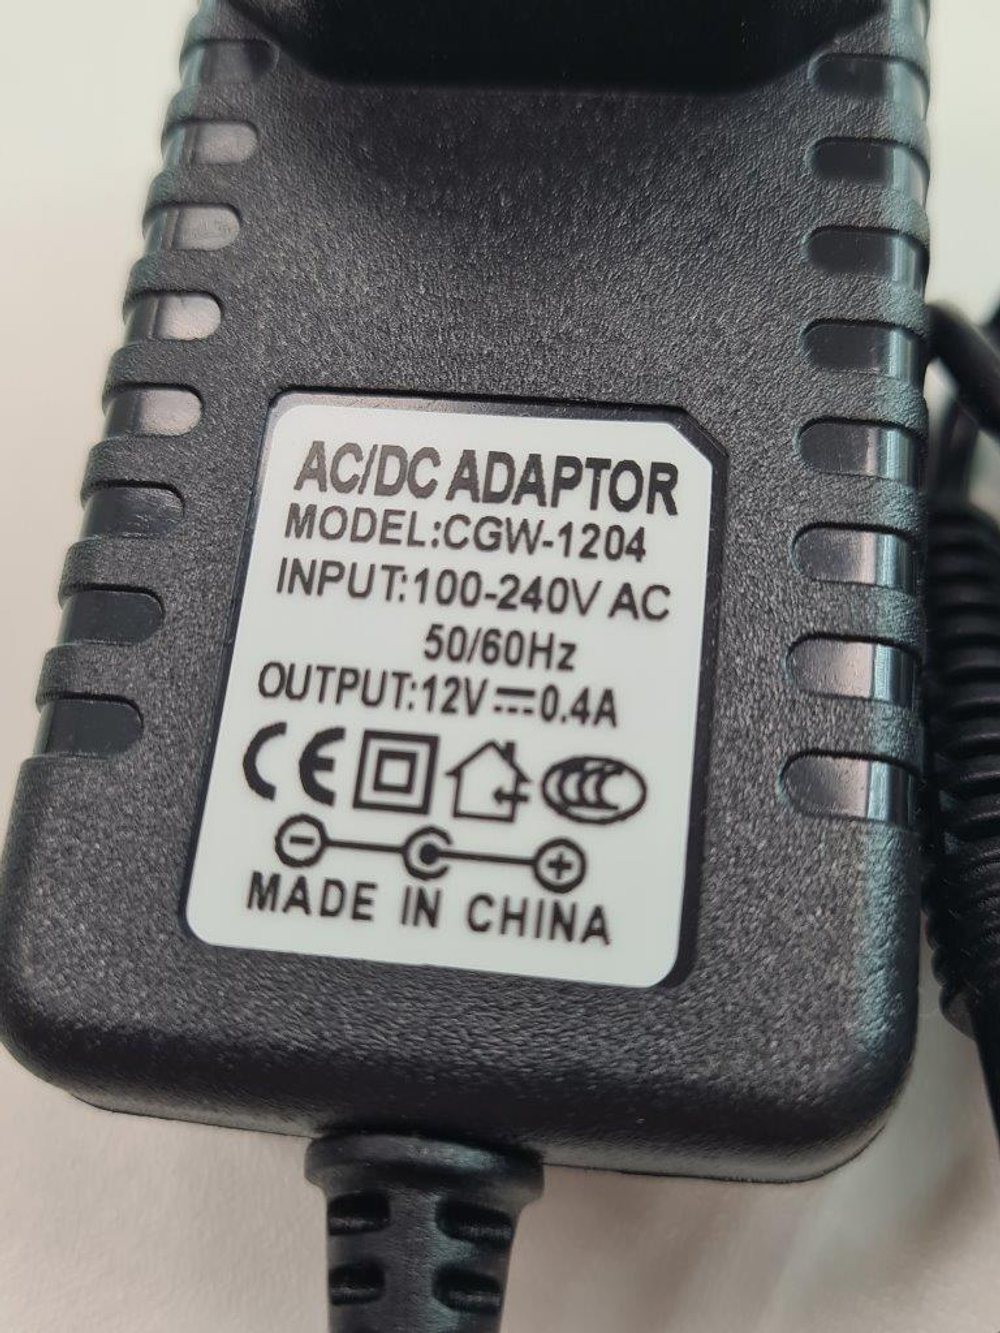 AC/DC ADAPTOR
MODEL:CGW-1204
INPUT:100-240V AC
50/60Hz
OUTPUT:12V⎓0.4A
CE CCC
- +
MADE IN CHINA